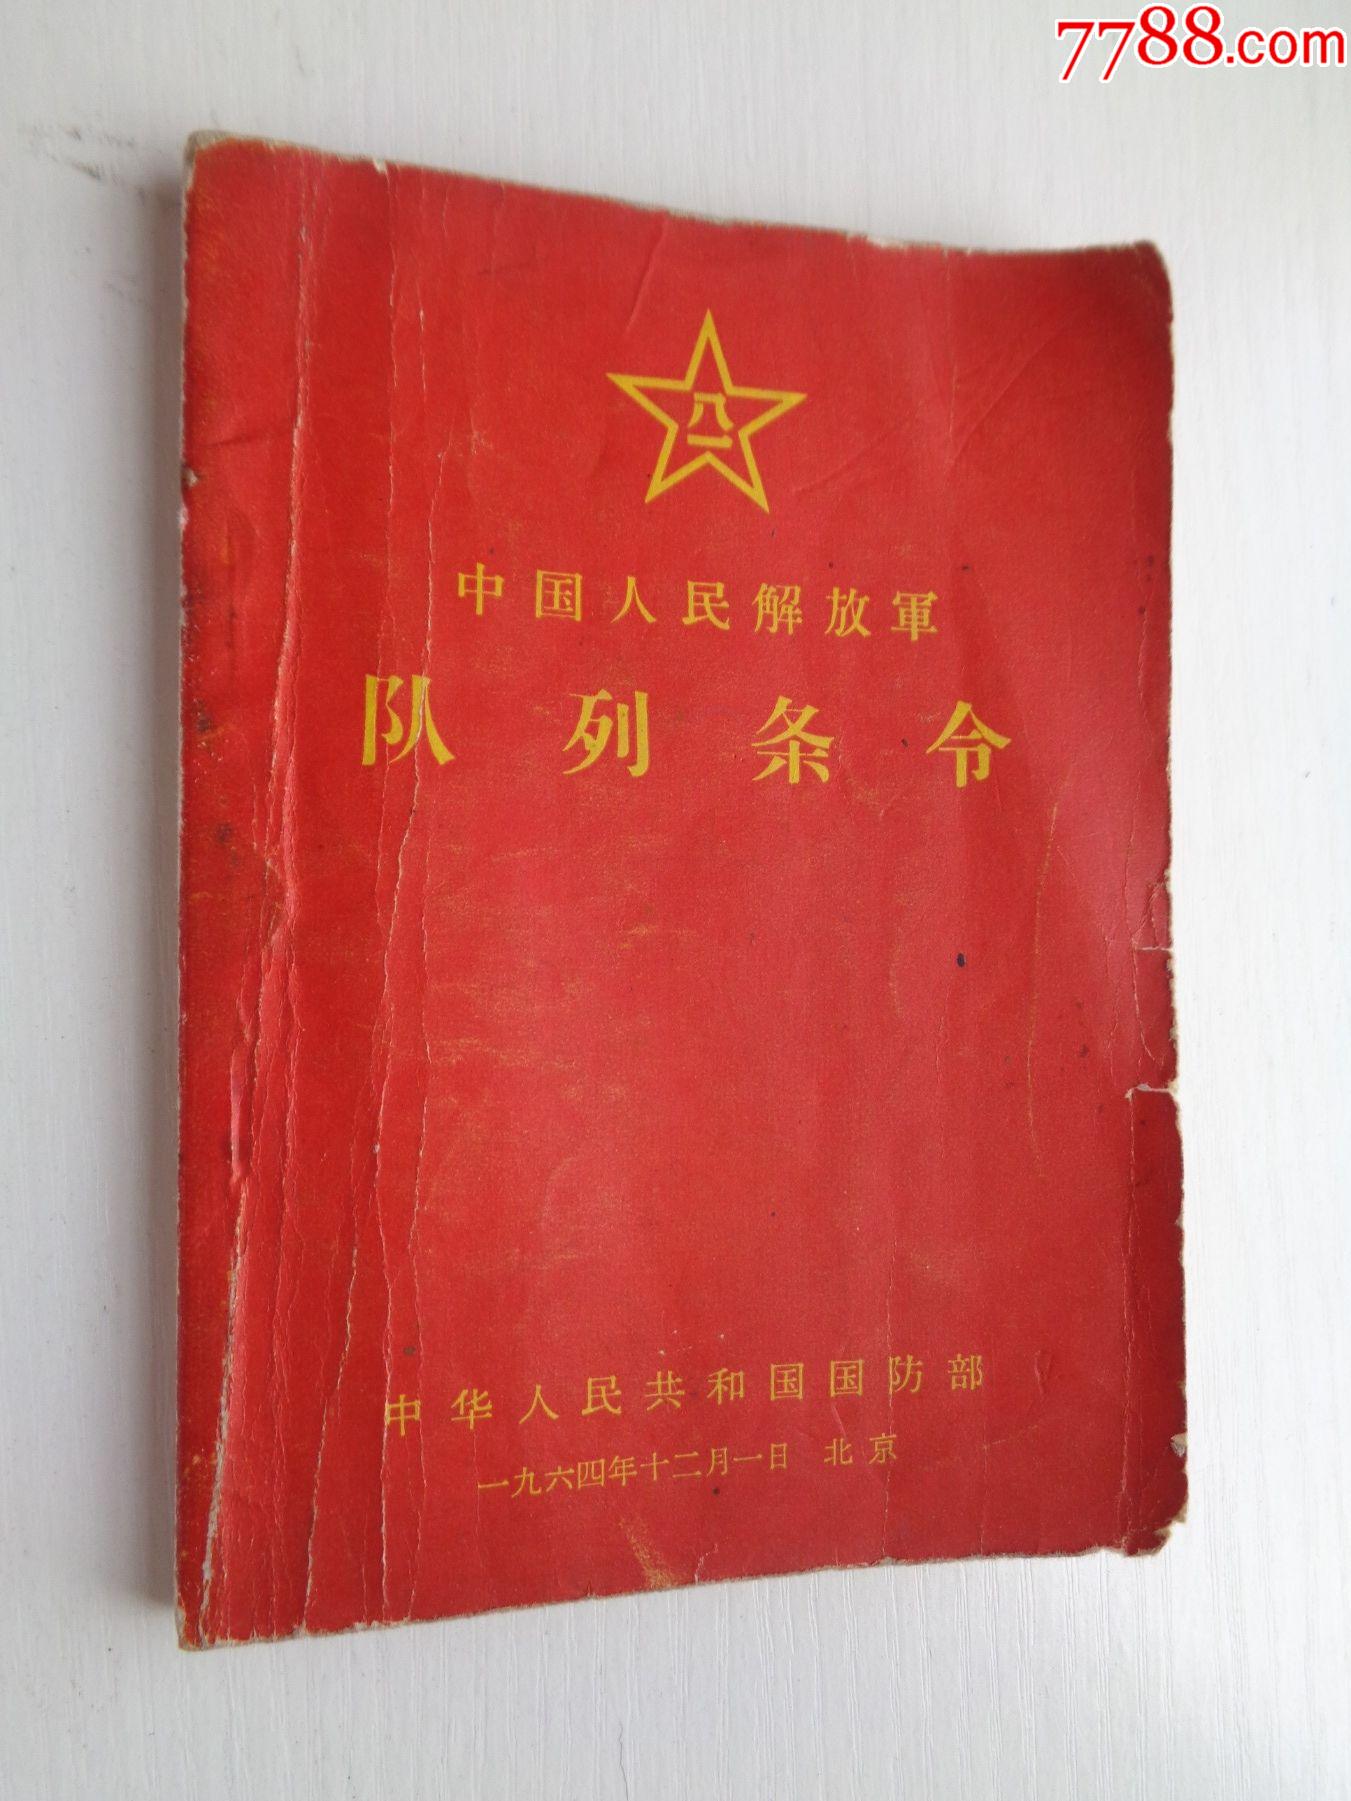 7788.com
八一
中国人民解放軍
队列条令
中华人民共和国国防部
一九六四年十二月一日 北京